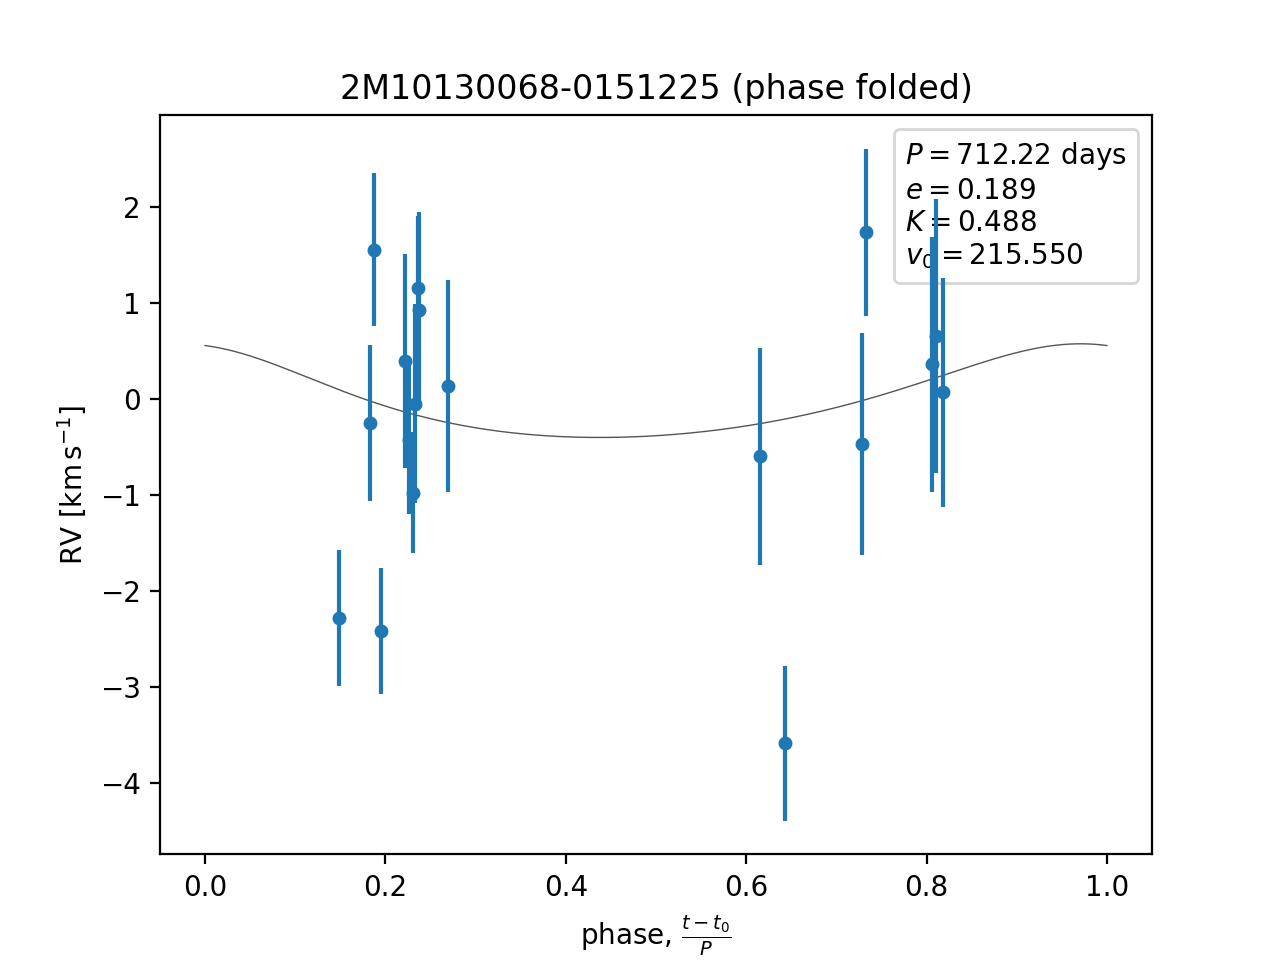 2M10130068-0151225 (phase folded)
P = 712.22 days
e = 0.189
K = 0.488
v₀ = 215.550
RV [km s⁻¹]
2
1
0
−1
−2
−3
−4
0.0 0.2 0.4 0.6 0.8 1.0
phase, (t − t₀)/P